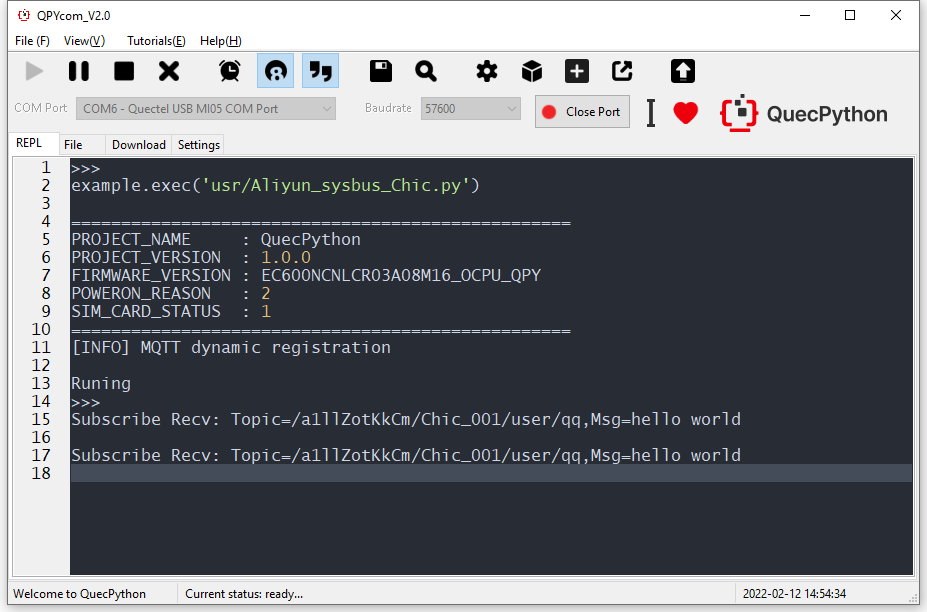 QPYcom_V2.0
File (F) View(V) Tutorials(E) Help(H)
COM Port COM6 - Quectel USB MI05 COM Port Baudrate 57600 Close Port QuecPython
REPL File Download Settings
1 >>>
2 example.exec('usr/Aliyun_sysbus_Chic.py')
3
4 ==================================================
5 PROJECT_NAME : QuecPython
6 PROJECT_VERSION : 1.0.0
7 FIRMWARE_VERSION : EC600NCNLCR03A08M16_OCPU_QPY
8 POWERON_REASON : 2
9 SIM_CARD_STATUS : 1
10 ==================================================
11 [INFO] MQTT dynamic registration
12
13 Runing
14 >>>
15 Subscribe Recv: Topic=/a1llZotKkCm/Chic_001/user/qq,Msg=hello world
16
17 Subscribe Recv: Topic=/a1llZotKkCm/Chic_001/user/qq,Msg=hello world
18
Welcome to QuecPython Current status: ready... 2022-02-12 14:54:34